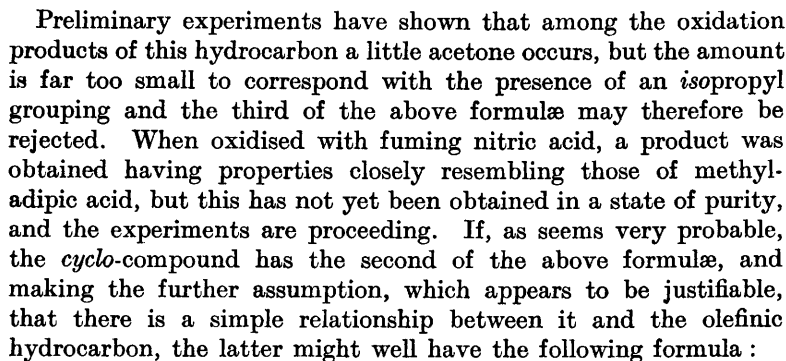 Preliminary experiments have shown that among the oxidation
products of this hydrocarbon a little acetone occurs, but the amount
is far too small to correspond with the presence of an isopropyl
grouping and the third of the above formulæ may therefore be
rejected. When oxidised with fuming nitric acid, a product was
obtained having properties closely resembling those of methyl-
adipic acid, but this has not yet been obtained in a state of purity,
and the experiments are proceeding. If, as seems very probable,
the cyclo-compound has the second of the above formulæ, and
making the further assumption, which appears to be justifiable,
that there is a simple relationship between it and the olefinic
hydrocarbon, the latter might well have the following formula :